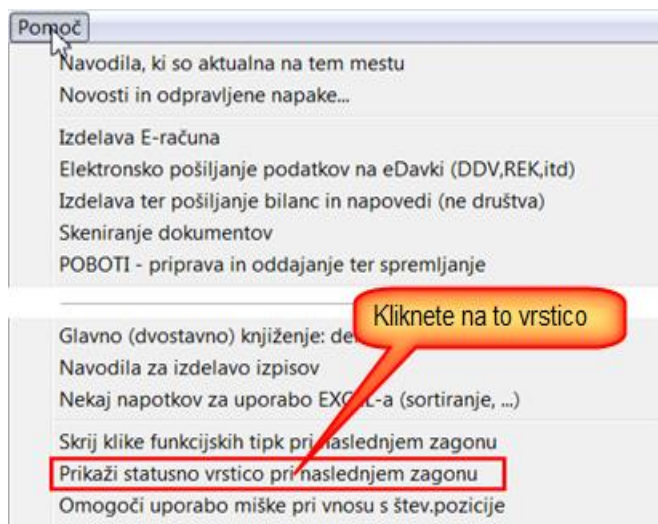 Pomoč
Navodila, ki so aktualna na tem mestu
Novosti in odpravljene napake...
Izdelava E-računa
Elektronsko pošiljanje podatkov na eDavki (DDV,REK,itd)
Izdelava ter pošiljanje bilanc in napovedi (ne društva)
Skeniranje dokumentov
POBOTI - priprava in oddajanje ter spremljanje
Kliknete na to vrstico
Glavno (dvostavno) knjiženje:
Navodila za izdelavo izpisov
Nekaj napotkov za uporabo EXCEL-a (sortiranje, ...)
Skrij klike funkcijskih tipk pri naslednjem zagonu
Prikaži statusno vrstico pri naslednjem zagonu
Omogoči uporabo miške pri vnosu s štev.pozicije